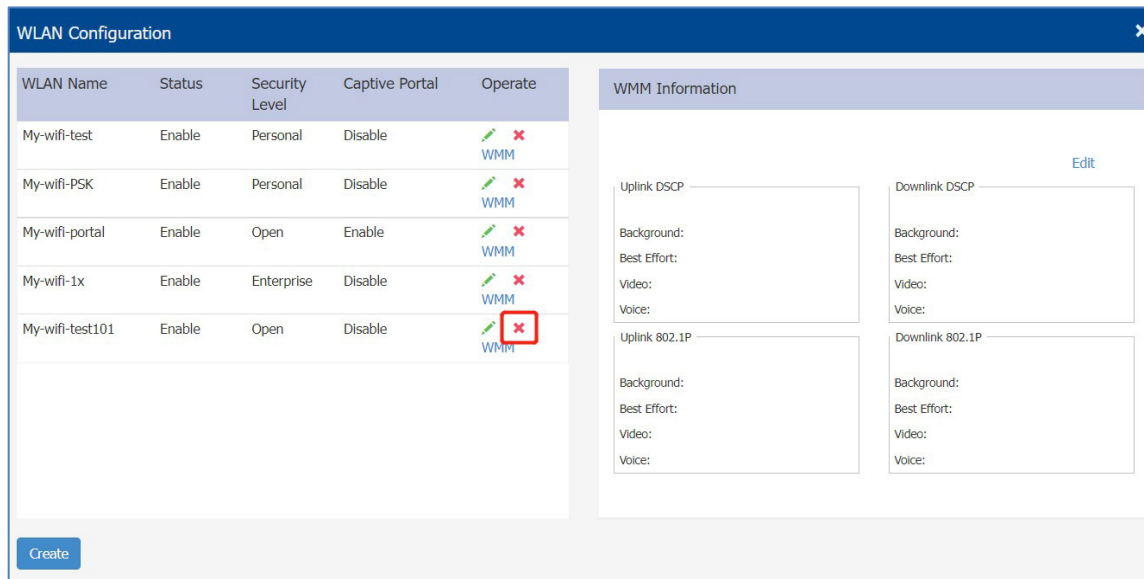 WLAN Configuration
WLAN Name Status Security Level Captive Portal Operate
My-wifi-test Enable Personal Disable
WMM
My-wifi-PSK Enable Personal Disable
WMM
My-wifi-portal Enable Open Enable
WMM
My-wifi-1x Enable Enterprise Disable
WMM
My-wifi-test101 Enable Open Disable
WMM
Create
WMM Information
Edit
Uplink DSCP
Background:
Best Effort:
Video:
Voice:
Downlink DSCP
Background:
Best Effort:
Video:
Voice:
Uplink 802.1P
Background:
Best Effort:
Video:
Voice:
Downlink 802.1P
Background:
Best Effort:
Video:
Voice: